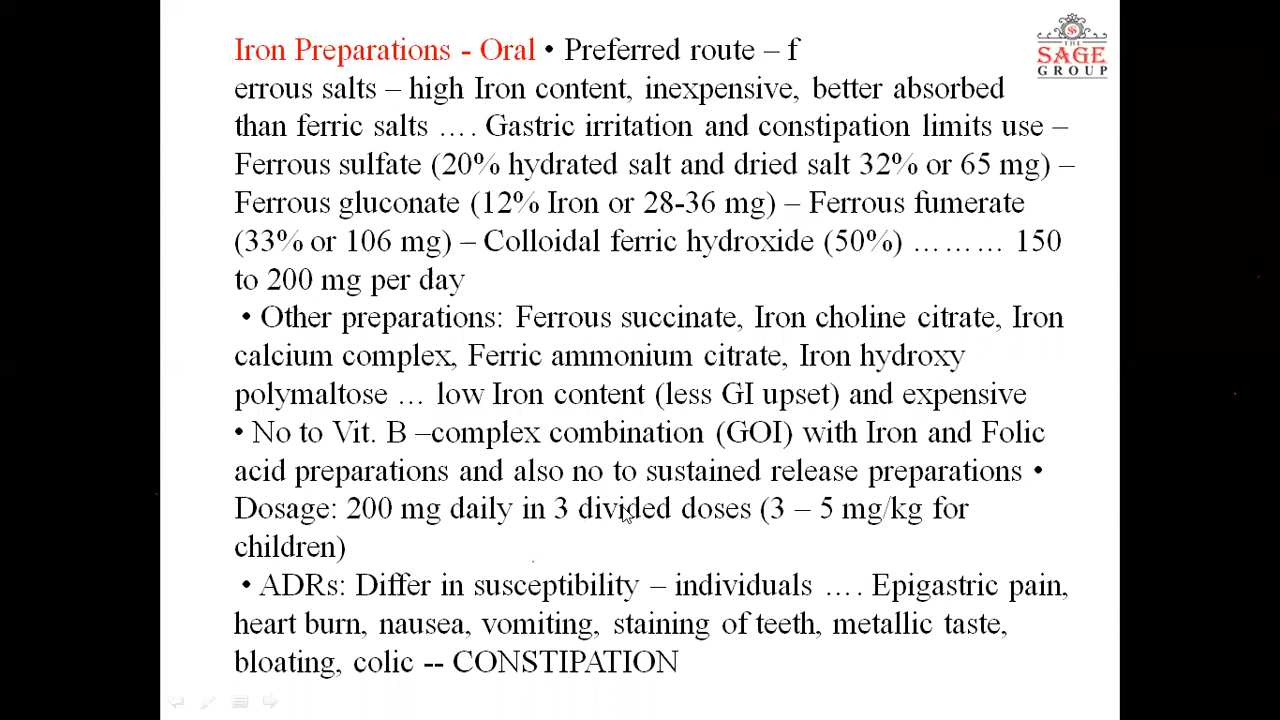 Iron Preparations - Oral • Preferred route – f
errous salts – high Iron content, inexpensive, better absorbed
than ferric salts …. Gastric irritation and constipation limits use –
Ferrous sulfate (20% hydrated salt and dried salt 32% or 65 mg) –
Ferrous gluconate (12% Iron or 28-36 mg) – Ferrous fumerate
(33% or 106 mg) – Colloidal ferric hydroxide (50%) ……… 150
to 200 mg per day
• Other preparations: Ferrous succinate, Iron choline citrate, Iron
calcium complex, Ferric ammonium citrate, Iron hydroxy
polymaltose … low Iron content (less GI upset) and expensive
• No to Vit. B –complex combination (GOI) with Iron and Folic
acid preparations and also no to sustained release preparations •
Dosage: 200 mg daily in 3 divided doses (3 – 5 mg/kg for
children)
• ADRs: Differ in susceptibility – individuals …. Epigastric pain,
heart burn, nausea, vomiting, staining of teeth, metallic taste,
bloating, colic -- CONSTIPATION
THE
SAGE
GROUP